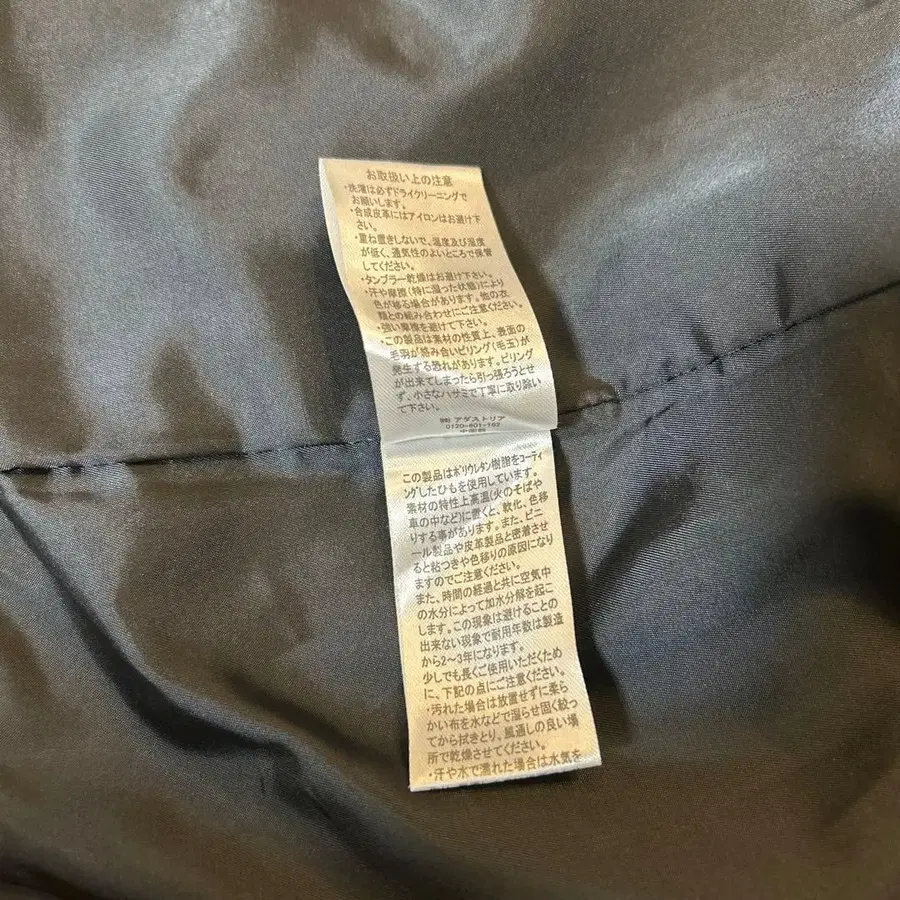 お取扱い上の注意
・洗濯は必ずドライクリーニングで
お願いします。
・合成皮革にはアイロンはお避け下
さい。
・重ね置きしないで、温度及び湿度
が低く、通気性のよいところで保管
してください。
・タンブラー乾燥はお避け下さい。
・汗や摩擦(特に湿った状態)により
色が移る場合があります。他の衣
類との組み合わせにご注意ください。
・強い摩擦を避けて下さい。
・この製品は素材の性質上、表面の
毛羽が絡み合いピリング(毛玉)が
発生する恐れがあります。ピリング
が出来てしまったら引っ張ろうとせ
ず、小さなハサミで丁寧に取り除い
て下さい。
㈱ アダストリア
0120-601-162
中国製
この製品はポリウレタン樹脂をコーティ
ングしたひもを使用しています。
素材の特性上高温(火のそばや
車の中など)に置くと、軟化、色移
りする事があります。また、ビニ
ール製品や皮革製品と密着させ
ると粘つきや色移りの原因になり
ますのでご注意ください。
また、時間の経過と共に空気中
の水分によって加水分解を起こ
します。この現象は避けることの
出来ない現象で耐用年数は製造
から2~3年になります。
少しでも長くご使用いただくため
に、下記の点にご注意ください。
・汚れた場合は放置せずに柔ら
かい布を水などで湿らせ固く絞っ
てから拭きとり、風通しの良い場
所で乾燥させてください。
・汗や水で濡れた場合は水気を